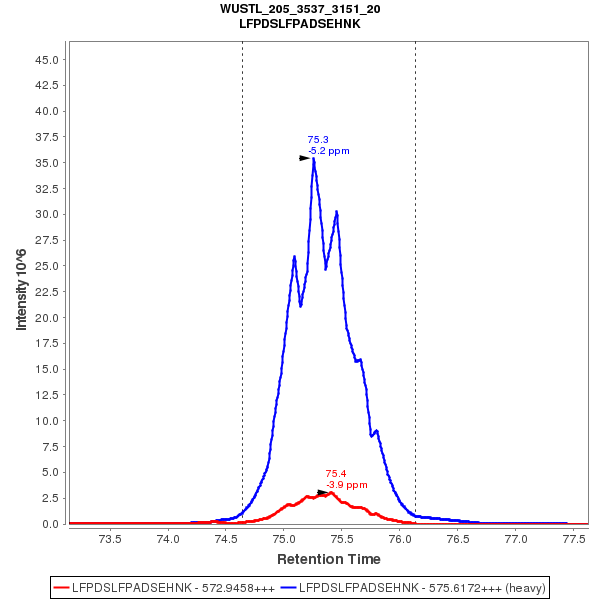 WUSTL_205_3537_3151_20
LFPDSLFPADSEHNK
Intensity 10^6
45.0
42.5
40.0
37.5
35.0
32.5
30.0
27.5
25.0
22.5
20.0
17.5
15.0
12.5
10.0
7.5
5.0
2.5
0.0
75.3
-5.2 ppm
75.4
-3.9 ppm
73.5 74.0 74.5 75.0 75.5 76.0 76.5 77.0 77.5
Retention Time
LFPDSLFPADSEHNK - 572.9458+++ LFPDSLFPADSEHNK - 575.6172+++ (heavy)